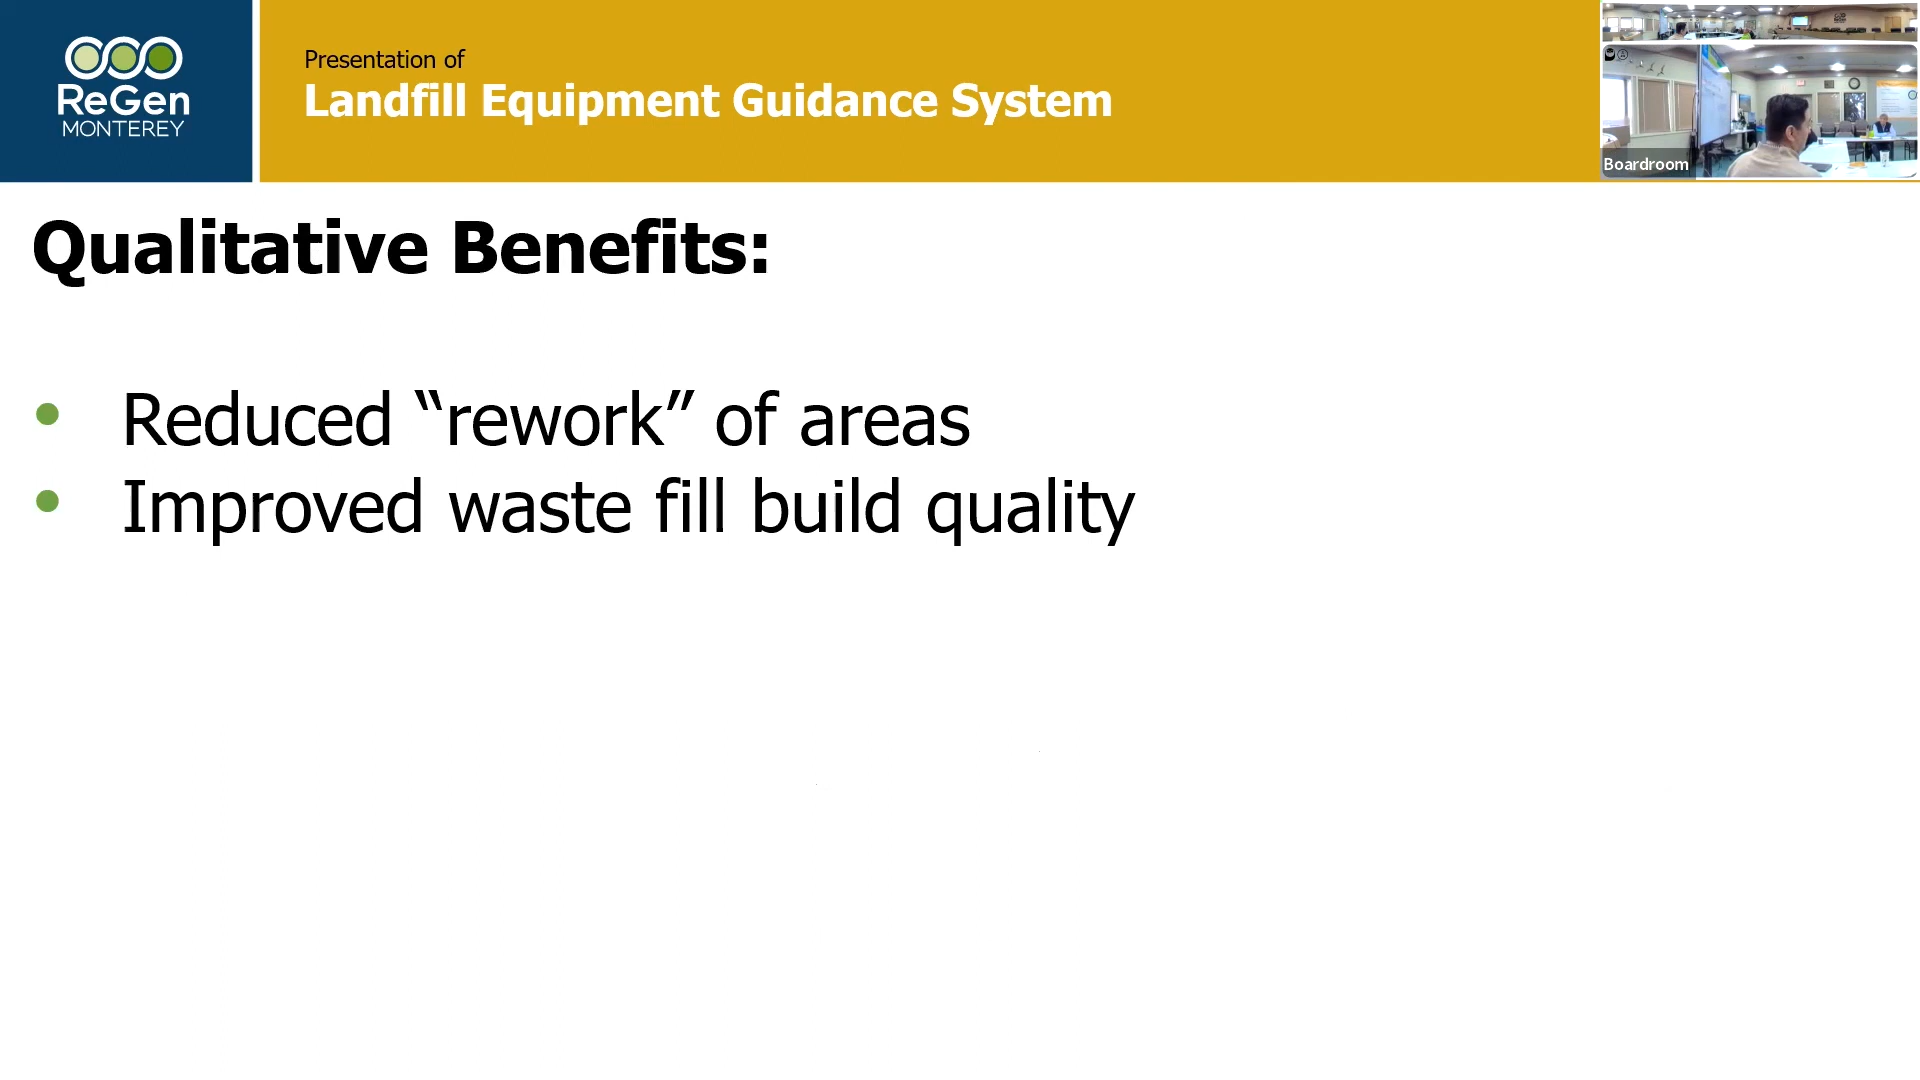 ReGen
MONTEREY
Presentation of
Landfill Equipment Guidance System
Boardroom
Qualitative Benefits:
• Reduced “rework” of areas
• Improved waste fill build quality